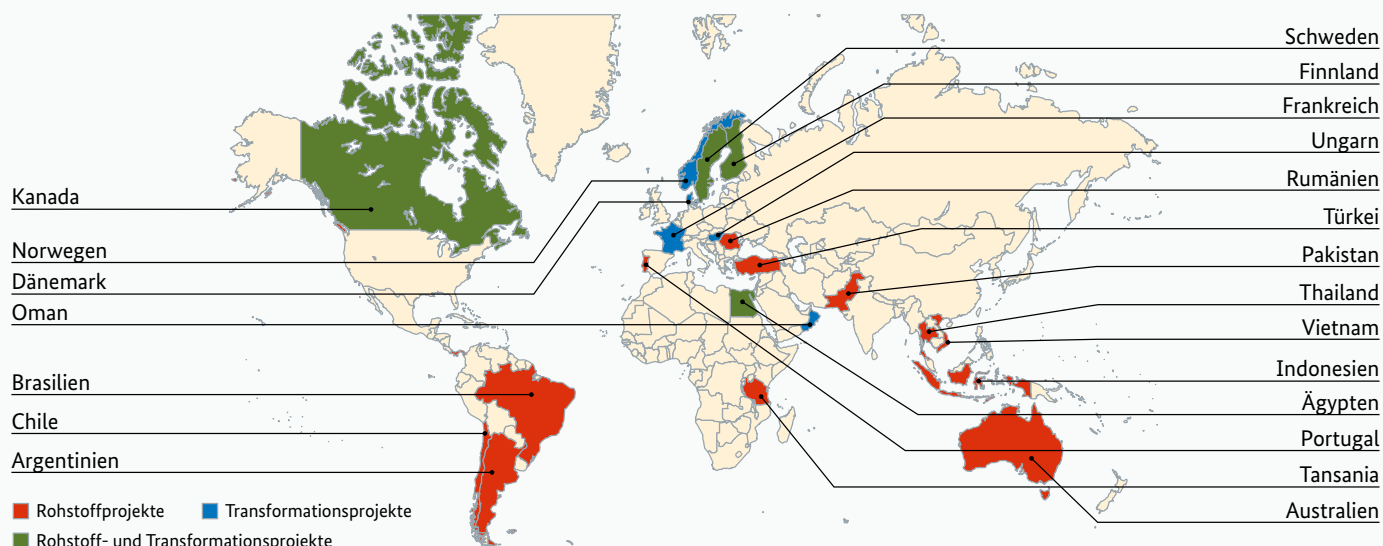 Schweden
Finnland
Frankreich
Ungarn
Rumänien
Türkei
Pakistan
Thailand
Vietnam
Indonesien
Ägypten
Portugal
Tansania
Australien
Kanada
Norwegen
Dänemark
Oman
Brasilien
Chile
Argentinien
Rohstoffprojekte
Transformationsprojekte
Rohstoff- und Transformationsprojekte